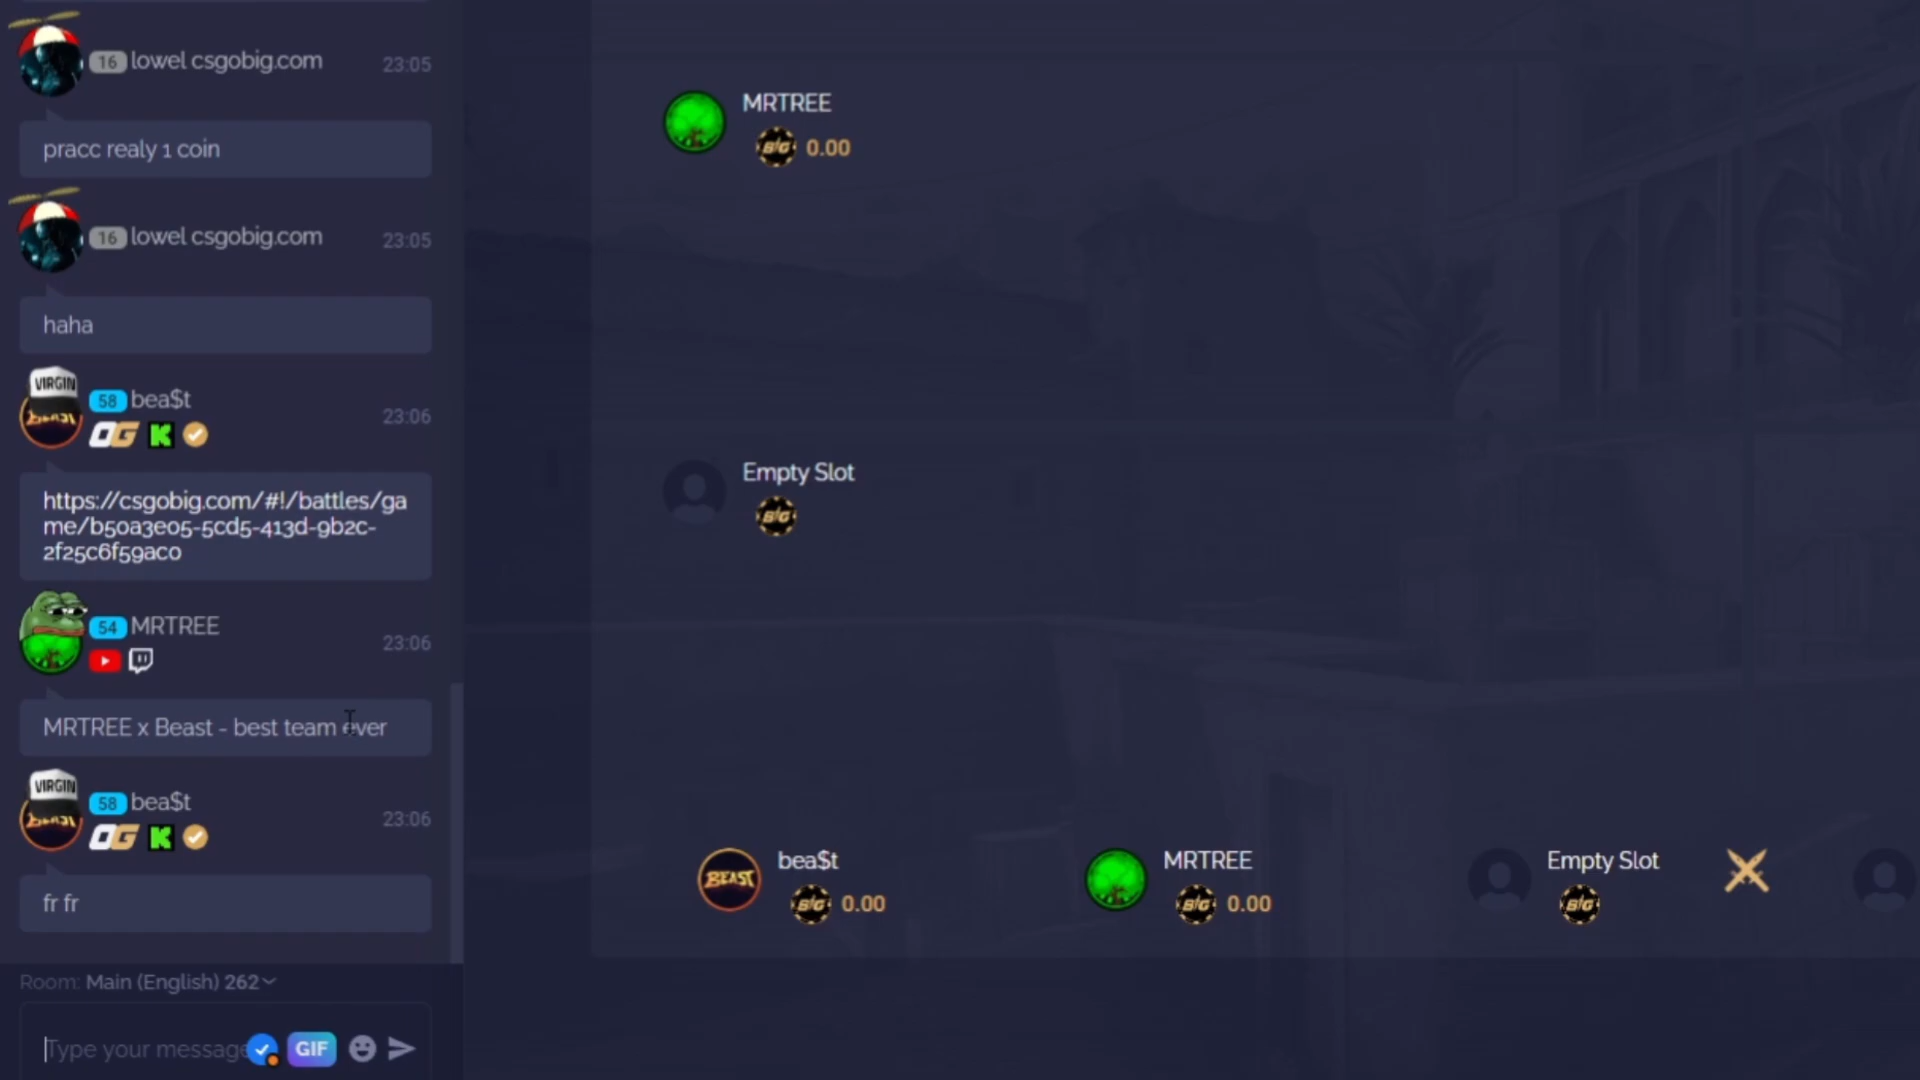 16 lowel csgobig.com 23:05
pracc realy 1 coin
16 lowel csgobig.com 23:05
haha
VIRGIN
BEAST
58 bea$t 23:06
OG K
https://csgobig.com/#!/battles/ga
me/b50a3e05-5cd5-413d-9b2c-
2f25c6f59ac0
54 MRTREE 23:06
MRTREE x Beast - best team ever
VIRGIN
BEAST
58 bea$t 23:06
OG K
fr fr
Room: Main (English) 262
Type your message
GIF
MRTREE
BIG 0.00
Empty Slot
BIG
BEAST
bea$t
BIG 0.00
MRTREE
BIG 0.00
Empty Slot
BIG